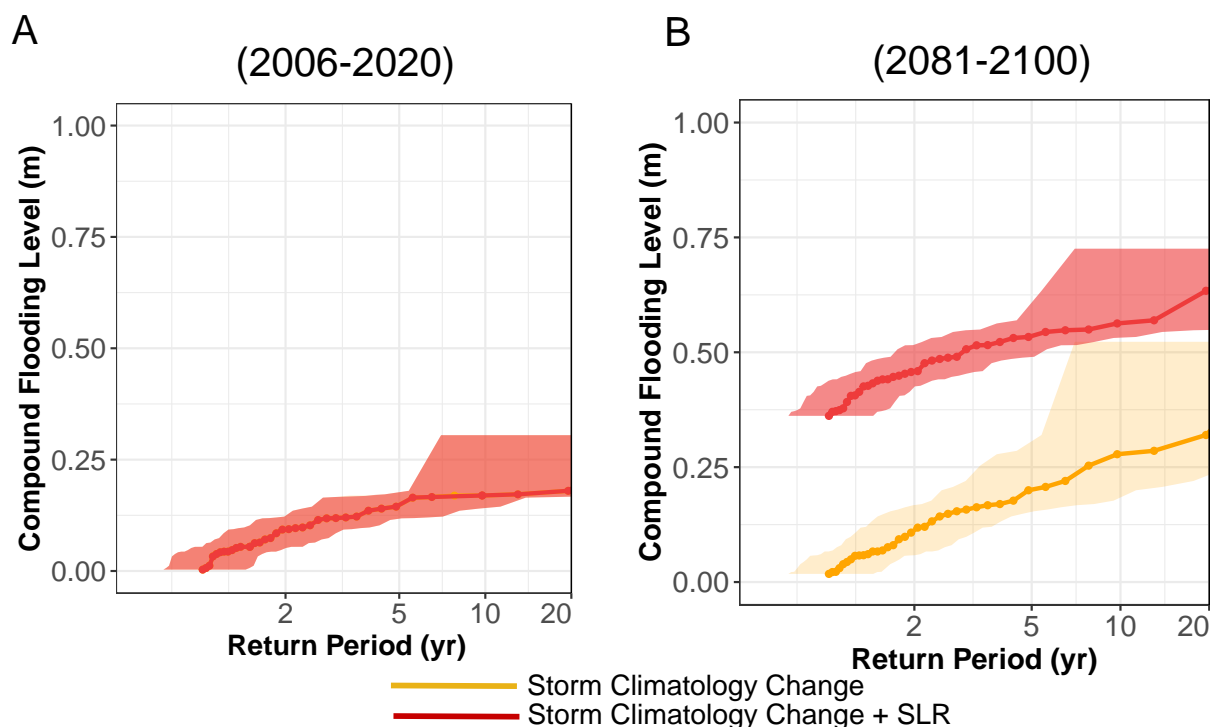 A
(2006-2020)
1.00
0.75
0.50
0.25
0.00
Compound Flooding Level (m)
2 5 10 20
Return Period (yr)
B
(2081-2100)
1.00
0.75
0.50
0.25
0.00
Compound Flooding Level (m)
2 5 10 20
Return Period (yr)
Storm Climatology Change
Storm Climatology Change + SLR